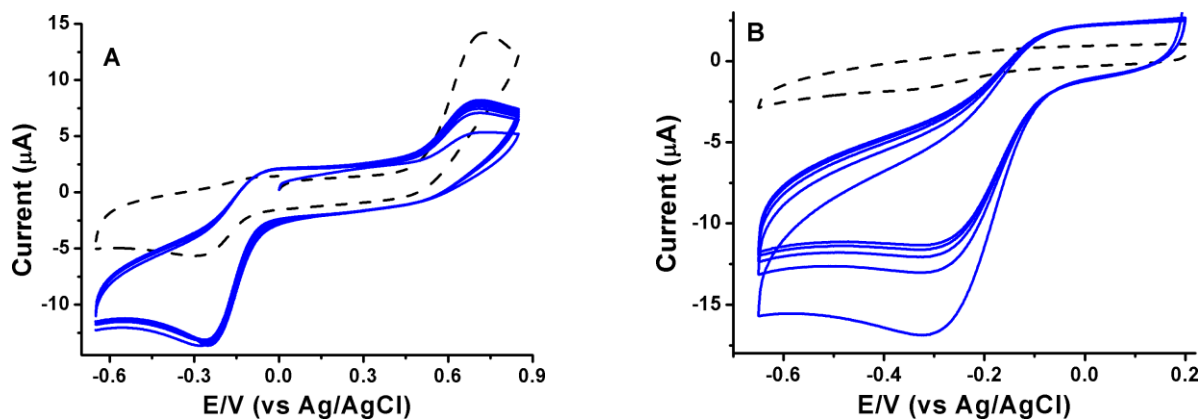 A
Current (μA)
15
10
5
0
-5
-10
-0.6 -0.3 0.0 0.3 0.6 0.9
E/V (vs Ag/AgCl)
B
Current (μA)
0
-5
-10
-15
-0.6 -0.4 -0.2 0.0 0.2
E/V (vs Ag/AgCl)